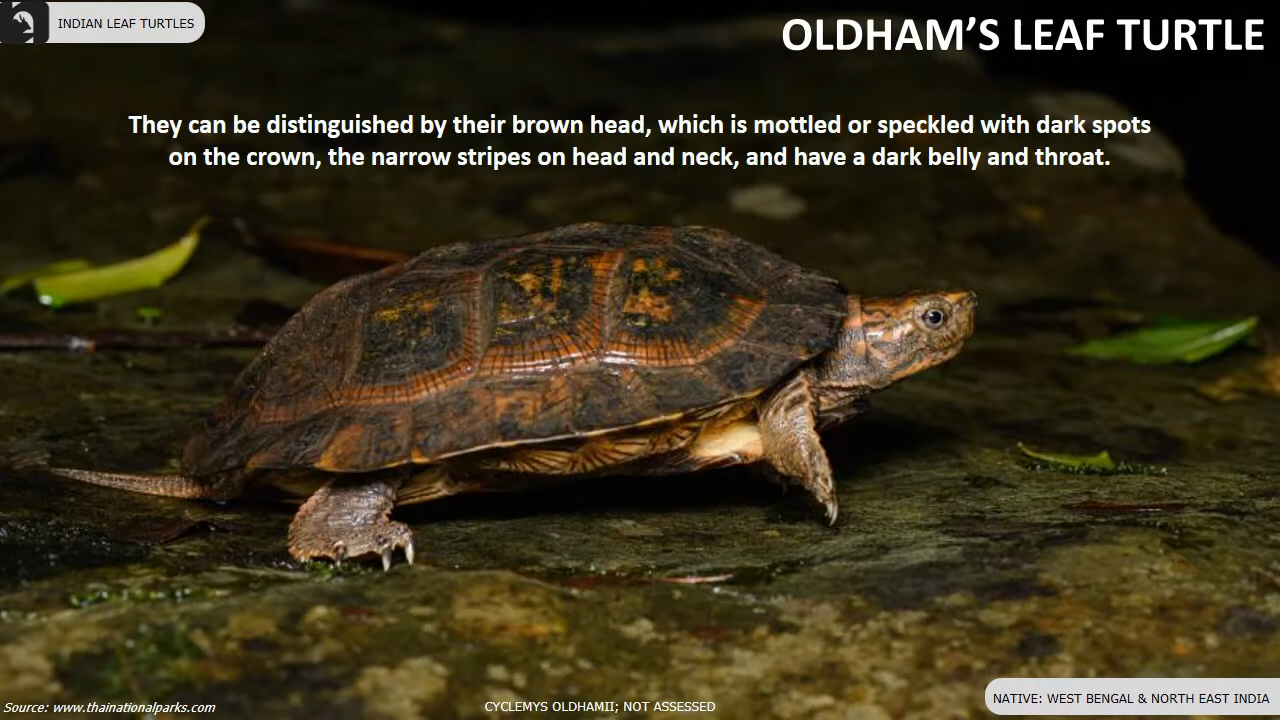 INDIAN LEAF TURTLES
OLDHAM’S LEAF TURTLE
They can be distinguished by their brown head, which is mottled or speckled with dark spots
on the crown, the narrow stripes on head and neck, and have a dark belly and throat.
Source: www.thainationalparks.com
CYCLEMYS OLDHAMII; NOT ASSESSED
NATIVE: WEST BENGAL & NORTH EAST INDIA